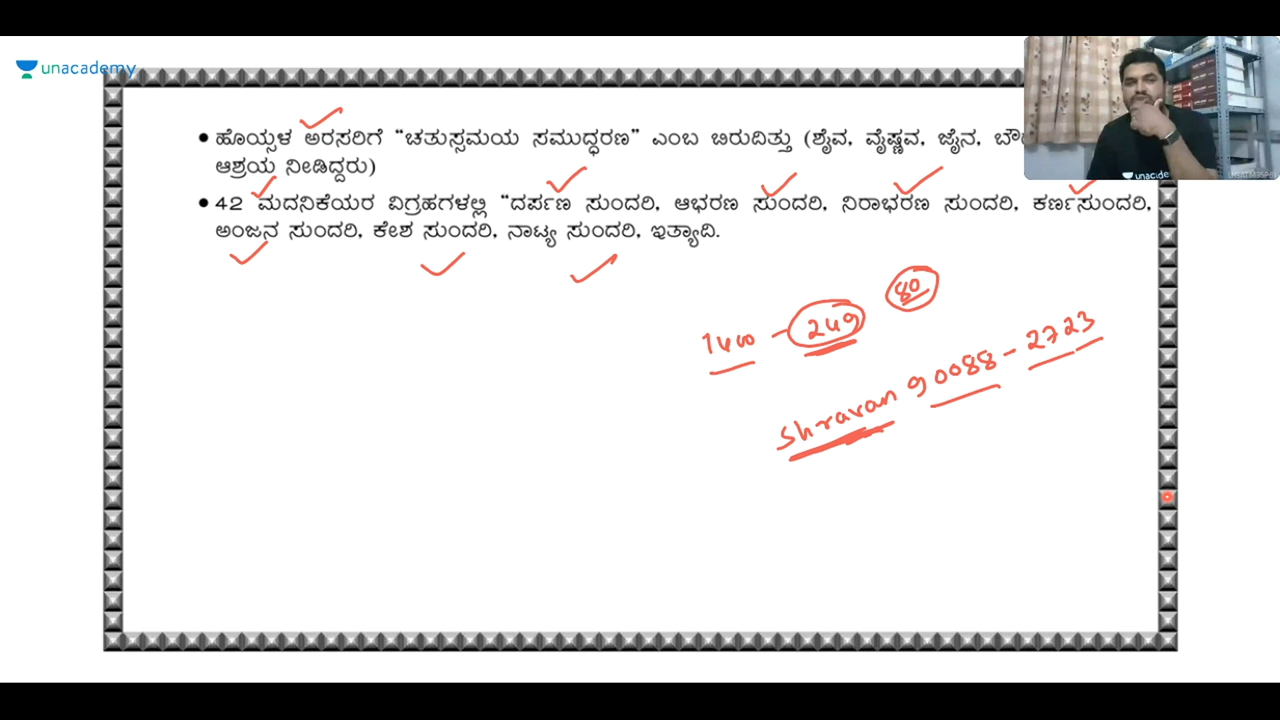 unacademy
• ಹೊಯ್ಸಳ ಅರಸರಿಗೆ “ಚತುಸ್ಸಮಯ ಸಮುದ್ಧರಣ” ಎಂಬ ಬಿರುದಿತ್ತು (ಶೈವ, ವೈಷ್ಣವ, ಜೈನ,
ಆಶ್ರಯ ನೀಡಿದ್ದರು)
• 42 ಮದನಿಕೆಯರ ವಿಗ್ರಹಗಳಲ್ಲಿ “ದರ್ಪಣ ಸುಂದರಿ, ಆಭರಣ ಸುಂದರಿ, ನಿರಾಭರಣ ಸುಂದರಿ, ಕರ್ಣಸುಂದರಿ,
ಅಂಜನ ಸುಂದರಿ, ಕೇಶ ಸುಂದರಿ, ನಾಟ್ಯ ಸುಂದರಿ, ಇತ್ಯಾದಿ.
80
1400 - 249
Shravan 90088-2723
unacade